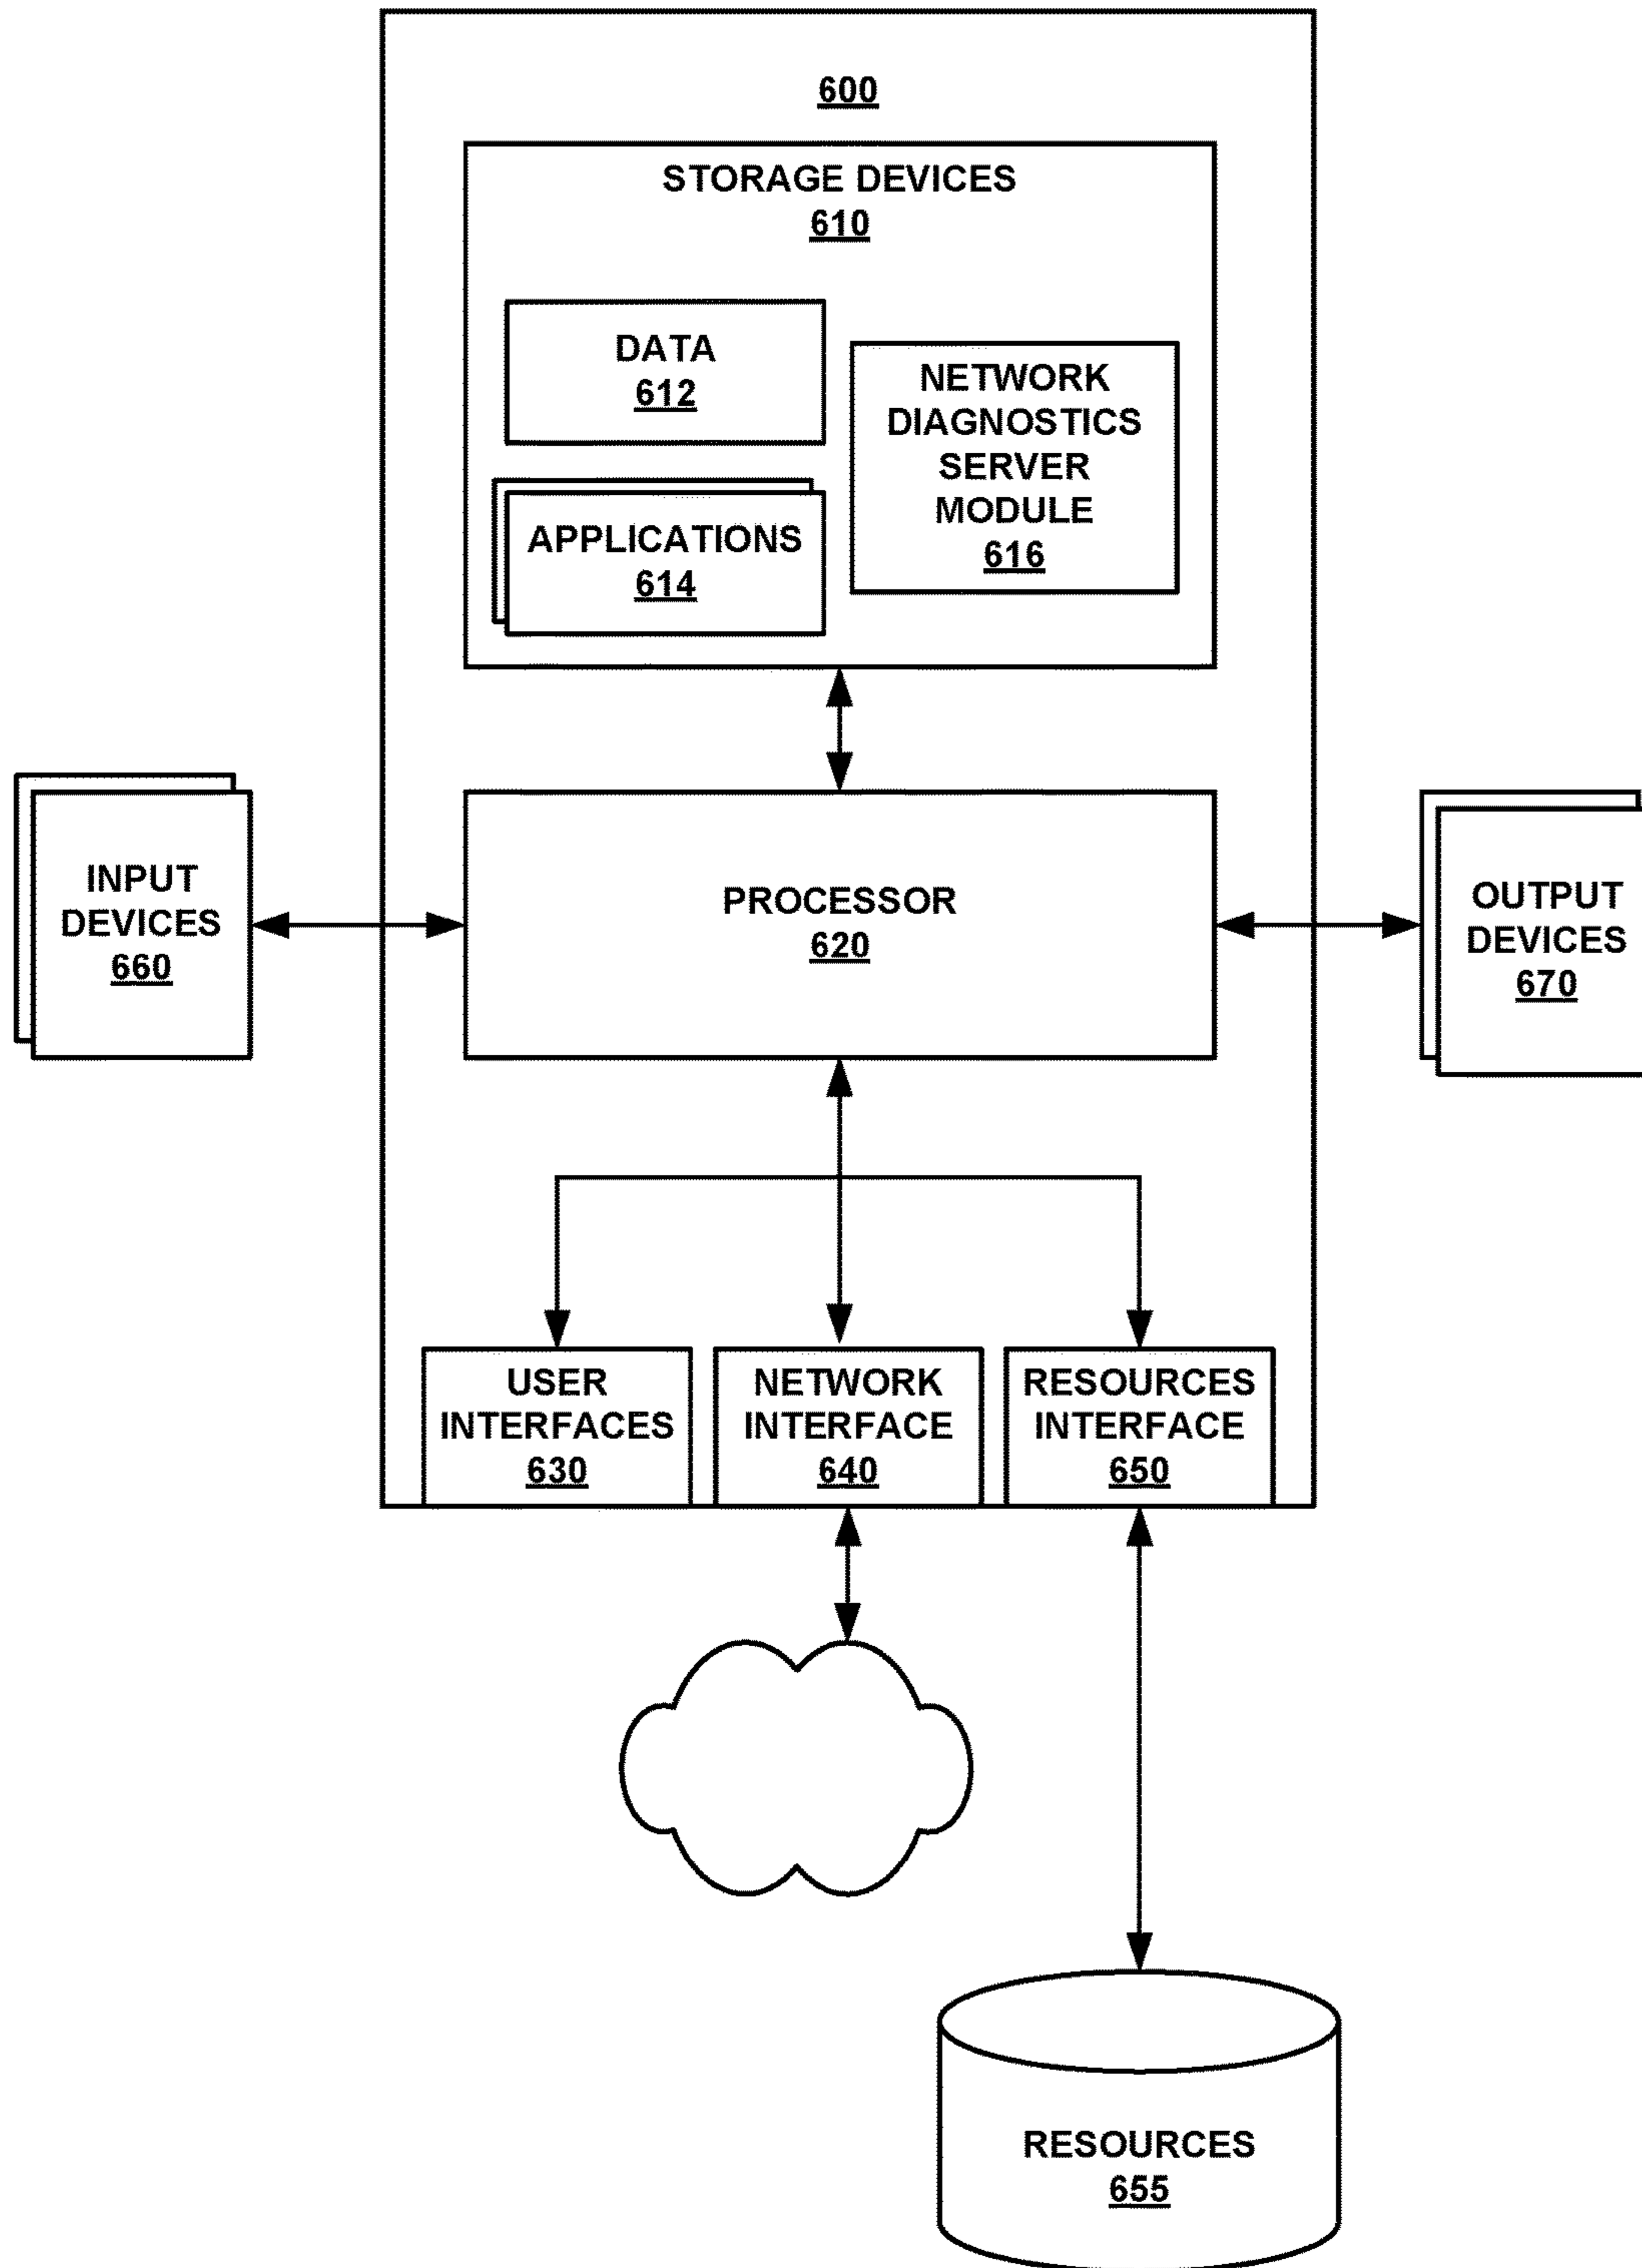 600
STORAGE DEVICES
610
DATA
612
NETWORK
DIAGNOSTICS
SERVER
MODULE
616
APPLICATIONS
614
INPUT
DEVICES
660
PROCESSOR
620
OUTPUT
DEVICES
670
USER
INTERFACES
630
NETWORK
INTERFACE
640
RESOURCES
INTERFACE
650
RESOURCES
655